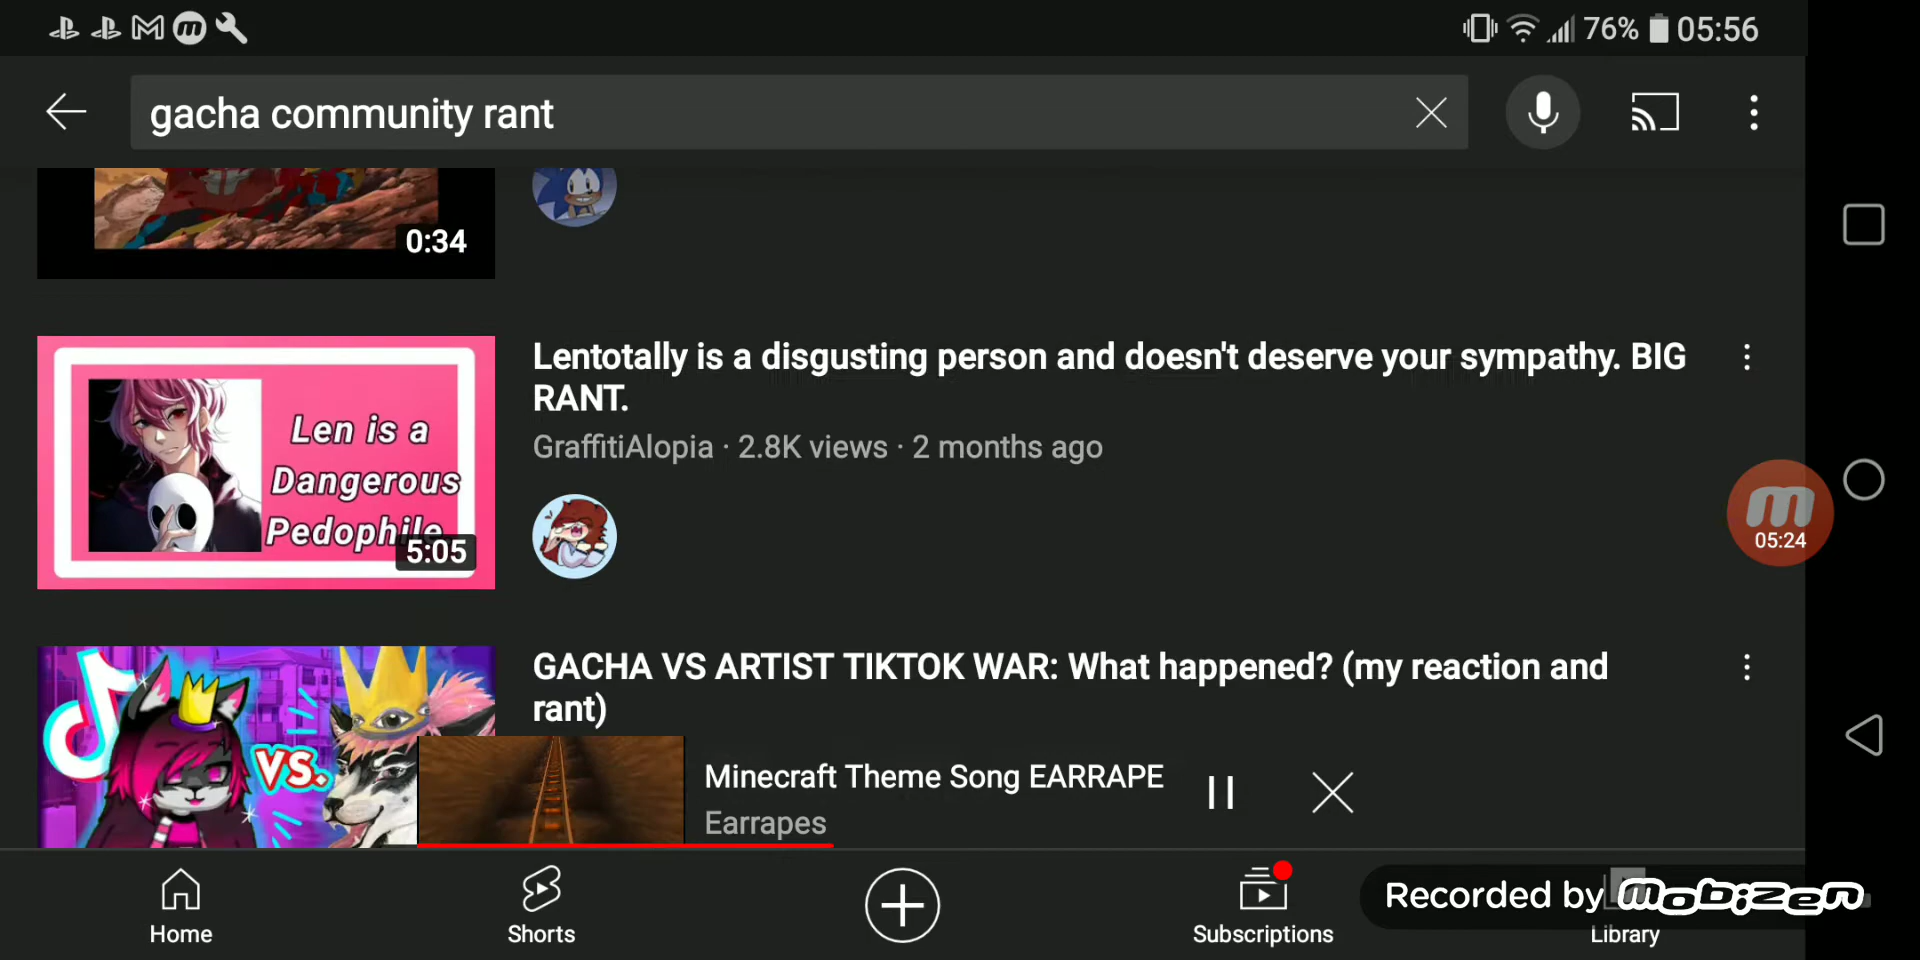 76% 05:56
gacha community rant
0:34
Lentotally is a disgusting person and doesn't deserve your sympathy. BIG
RANT.
GraffitiAlopia · 2.8K views · 2 months ago
Len is a
Dangerous
Pedophile
5:05
05:24
GACHA VS ARTIST TIKTOK WAR: What happened? (my reaction and
rant)
VS.
Minecraft Theme Song EARRAPE
Earrapes
Home
Shorts
Subscriptions
Library
Recorded by mobizen